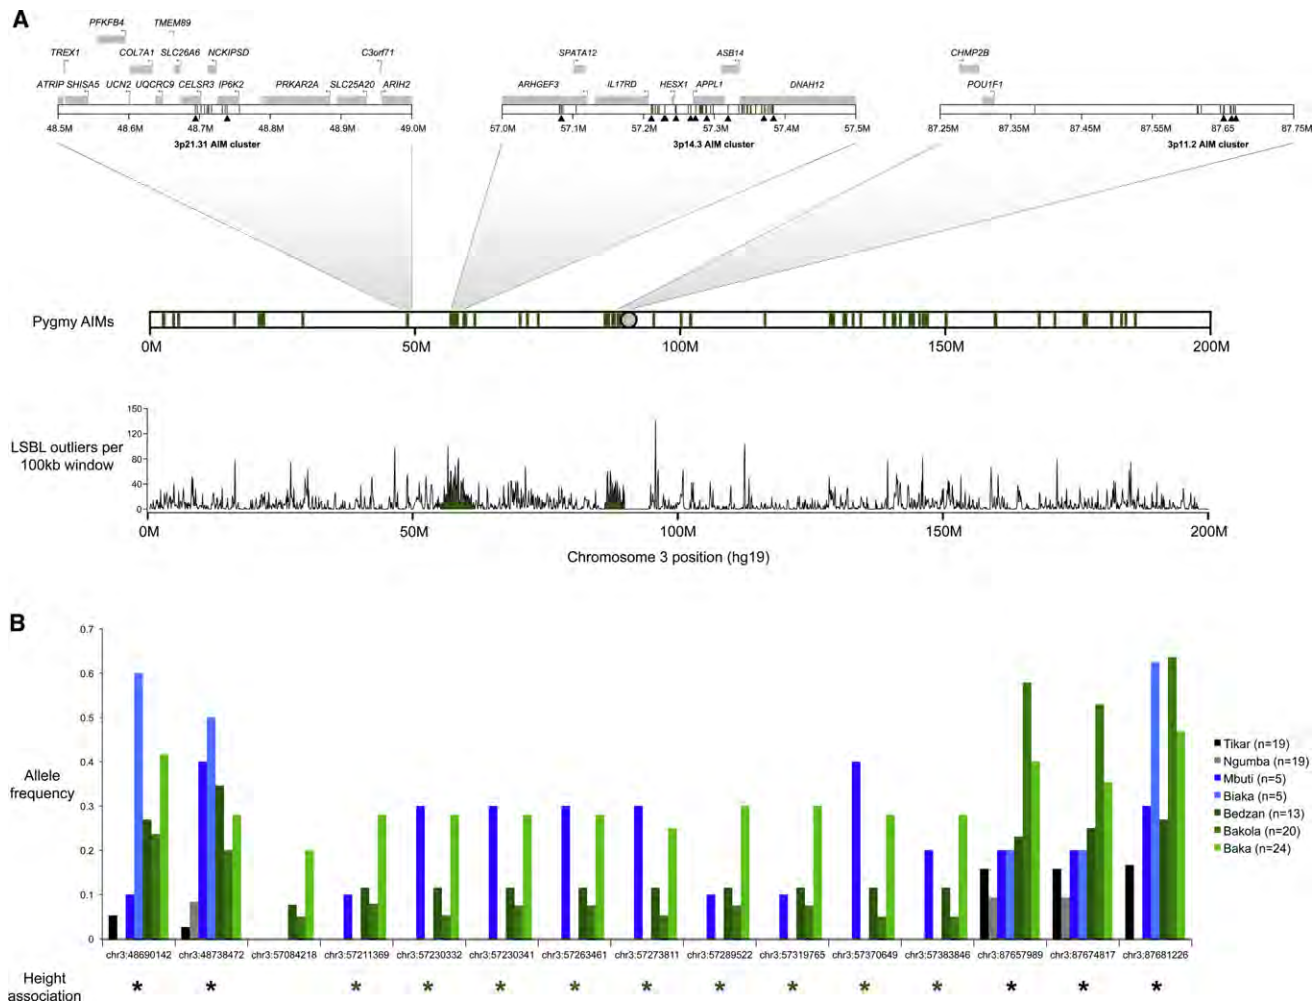 A
PFKFB4 TMEM89
TREX1 COL7A1 SLC26A6 NCKIPSD C3orf71 SPATA12 ASB14 CHMP2B
ATRIP SHISA5 UCN2 UQCRC9 CELSR3 IP6K2 PRKAR2A SLC25A20 ARIH2 ARHGEF3 IL17RD HESX1 APPL1 DNAH12 POU1F1
48.5M 48.6M 48.7M 48.8M 48.9M 49.0M 57.0M 57.1M 57.2M 57.3M 57.4M 57.5M 87.25M 87.35M 87.45M 87.55M 87.65 87.75M
3p21.31 AIM cluster 3p14.3 AIM cluster 3p11.2 AIM cluster
Pygmy AIMs
0M 50M 100M 150M 200M
LSBL outliers per
100kb window
150
120
80
40
0
0M 50M 100M 150M 200M
Chromosome 3 position (hg19)
B
Allele
frequency
0.7
0.6
0.5
0.4
0.3
0.2
0.1
0
Tikar (n=19)
Ngumba (n=19)
Mbuti (n=5)
Biaka (n=5)
Bedzan (n=13)
Bakola (n=20)
Baka (n=24)
chr3:48690142 chr3:48738472 chr3:57084218 chr3:57211369 chr3:57230332 chr3:57230341 chr3:57263461 chr3:57273811 chr3:57289522 chr3:57319765 chr3:57370649 chr3:57383846 chr3:87657989 chr3:87674817 chr3:87681226
Height
association
* * * * * * * * * * * * * *